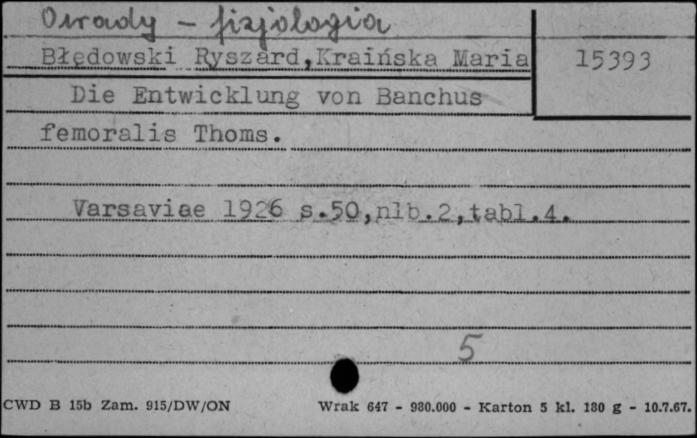 Owady - fizjologia
Błędowski Ryszard,Kraińska Maria
15393
Die Entwicklung von Banchus
femoralis Thoms.
Varsaviae 1926 s.50,nlb.2,tabl.4.
5
CWD B 15b Zam. 915/DW/ON
Wrak 647 - 980.000 - Karton 5 kl. 180 g - 10.7.67.